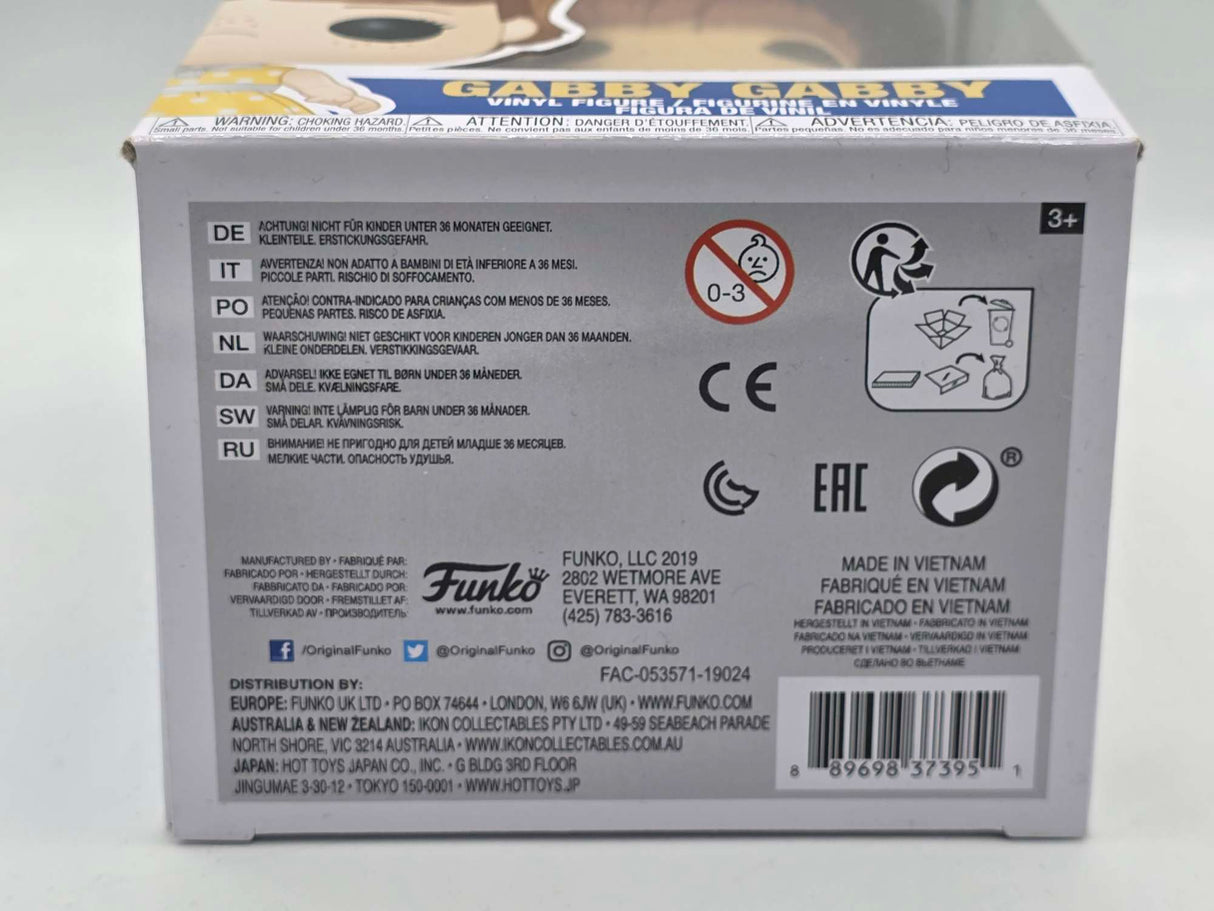 GABBY GABBY
VINYL FIGURE / FIGURINE EN VINYLE
FIGURA DE VINIL
WARNING: CHOKING HAZARD.
Small parts. Not suitable for children under 36 months.
ATTENTION: DANGER D'ÉTOUFFEMENT
Petites pièces. Ne convient pas aux enfants de moins de 36 mois.
ADVERTENCIA: PELIGRO DE ASFIXIA
Partes pequeñas. No es adecuado para niños menores de 36 meses
3+
DE ACHTUNG! NICHT FÜR KINDER UNTER 36 MONATEN GEEIGNET.
KLEINTEILE. ERSTICKUNGSGEFAHR.
IT AVVERTENZA! NON ADATTO A BAMBINI DI ETÀ INFERIORE A 36 MESI.
PICCOLE PARTI. RISCHIO DI SOFFOCAMENTO.
PO ATENÇÃO! CONTRA-INDICADO PARA CRIANÇAS COM MENOS DE 36 MESES.
PEQUENAS PARTES. RISCO DE ASFIXIA.
NL WAARSCHUWING! NIET GESCHIKT VOOR KINDEREN JONGER DAN 36 MAANDEN.
KLEINE ONDERDELEN. VERSTIKKINGSGEVAAR.
DA ADVARSEL! IKKE EGNET TIL BØRN UNDER 36 MÅNEDER.
SMÅ DELE. KVÆLNINGSFARE.
SW VARNING! INTE LÄMPLIG FÖR BARN UNDER 36 MÅNADER.
SMÅ DELAR. KVÄVNINGSRISK.
RU ВНИМАНИЕ! НЕ ПРИГОДНО ДЛЯ ДЕТЕЙ МЛАДШЕ 36 МЕСЯЦЕВ.
МЕЛКИЕ ЧАСТИ. ОПАСНОСТЬ УДУШЬЯ.
0-3
CE
EAC
®
MANUFACTURED BY • FABRIQUÉ PAR:
FABRICADO POR • HERGESTELLT DURCH:
FABBRICATO DA • FABRICADO POR:
VERVAARDIGD DOOR • FREMSTILLET AF:
TILLVERKAD AV • ПРОИЗВОДИТЕЛЬ:
Funko
www.funko.com
FUNKO, LLC 2019
2802 WETMORE AVE
EVERETT, WA 98201
(425) 783-3616
/OriginalFunko @OriginalFunko @OriginalFunko
FAC-053571-19024
MADE IN VIETNAM
FABRIQUÉ EN VIETNAM
FABRICADO EN VIETNAM
HERGESTELLT IN VIETNAM • FABBRICATO IN VIETNAM
FABRICADO NA VIETNAM • VERVAARDIGD IN VIETNAM
PRODUCERET I VIETNAM • TILLVERKAD I VIETNAM
СДЕЛАНО ВО ВЬЕТНАМЕ
DISTRIBUTION BY:
EUROPE: FUNKO UK LTD • PO BOX 74644 • LONDON, W6 6JW (UK) • WWW.FUNKO.COM
AUSTRALIA & NEW ZEALAND: IKON COLLECTABLES PTY LTD • 49-59 SEABEACH PARADE
NORTH SHORE, VIC 3214 AUSTRALIA • WWW.IKONCOLLECTABLES.COM.AU
JAPAN: HOT TOYS JAPAN CO., INC. • G BLDG 3RD FLOOR
JINGUMAE 3-30-12 • TOKYO 150-0001 • WWW.HOTTOYS.JP
8 89698 37395 1